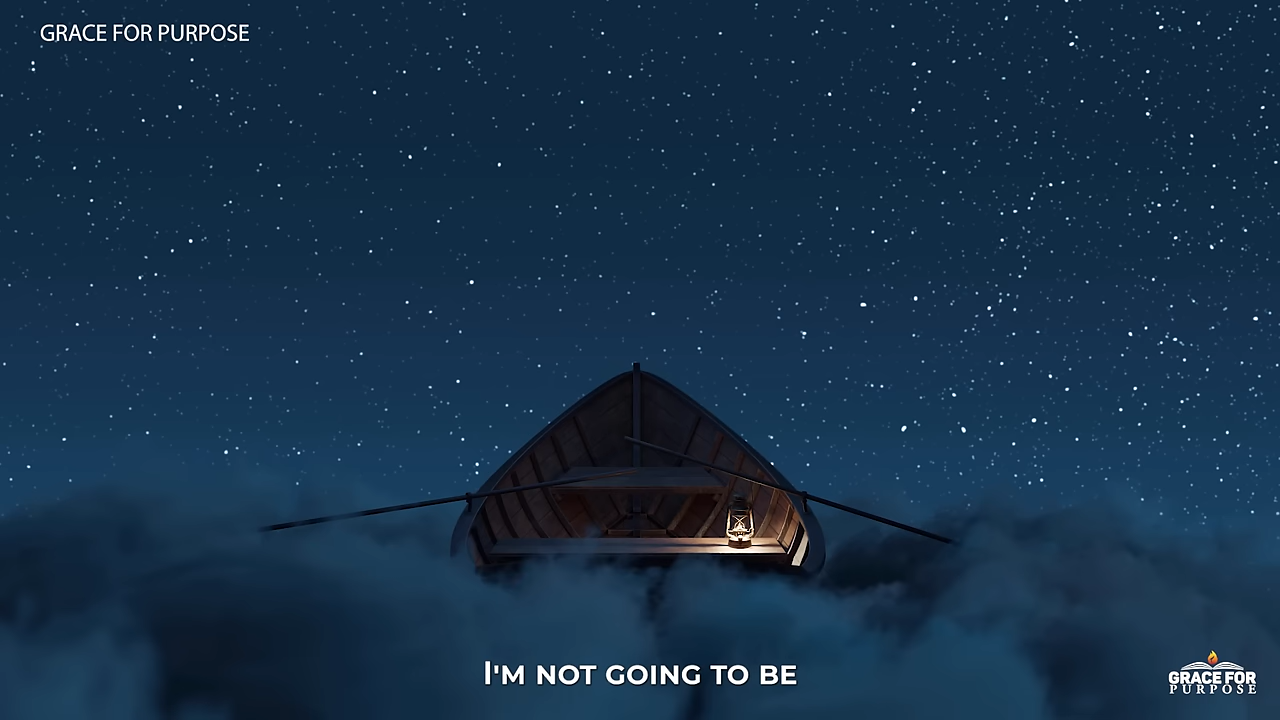 GRACE FOR PURPOSE
I'M NOT GOING TO BE
GRACE FOR
PURPOSE